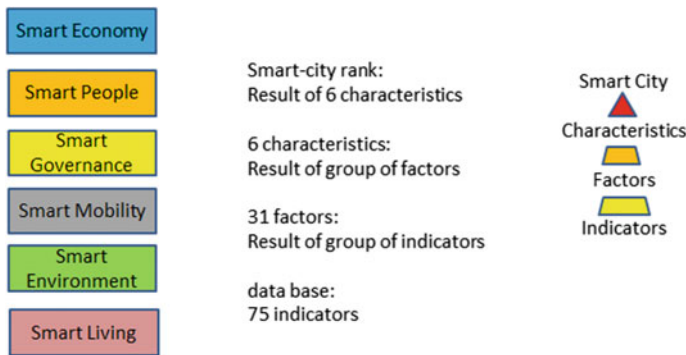 Smart Economy
Smart People
Smart
Governance
Smart Mobility
Smart
Environment
Smart Living
Smart-city rank:
Result of 6 characteristics
6 characteristics:
Result of group of factors
31 factors:
Result of group of indicators
data base:
75 indicators
Smart City
Characteristics
Factors
Indicators